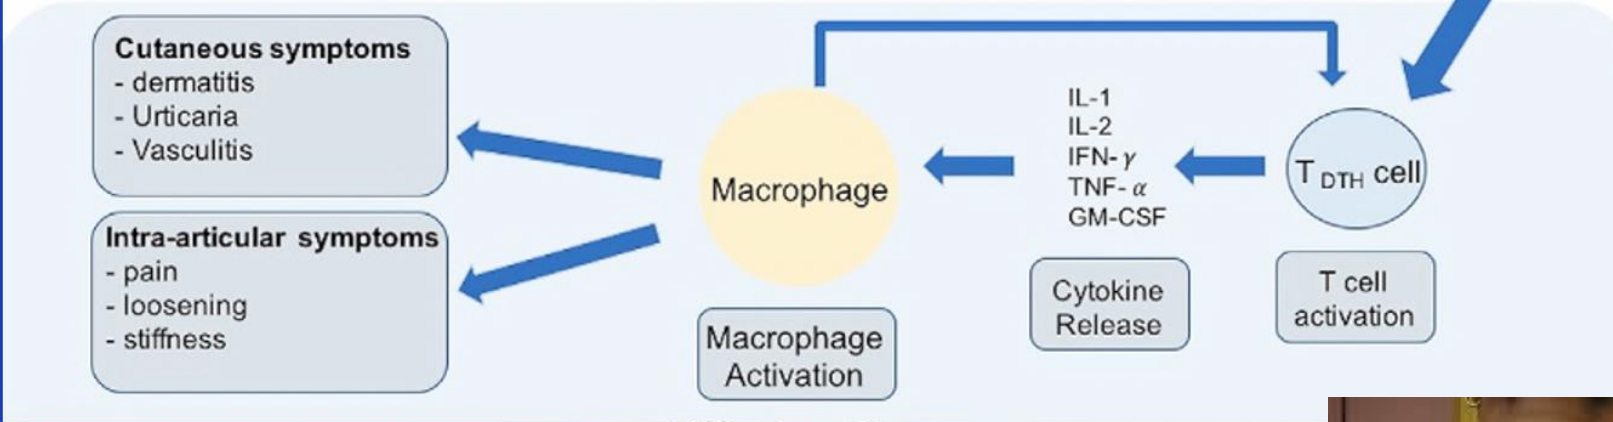 Cutaneous symptoms
- dermatitis
- Urticaria
- Vasculitis
Intra-articular symptoms
- pain
- loosening
- stiffness
Macrophage
Macrophage
Activation
IL-1
IL-2
IFN- γ
TNF- α
GM-CSF
Cytokine
Release
T DTH cell
T cell
activation